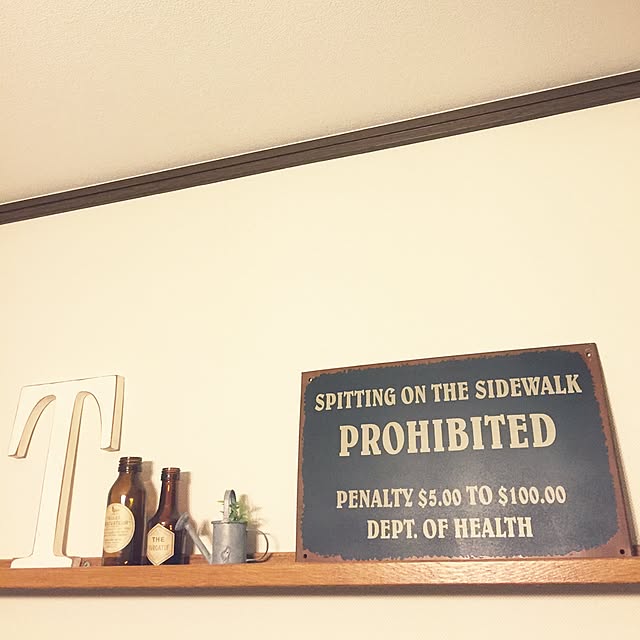 T
THE
SPITTING ON THE SIDEWALK
PROHIBITED
PENALTY $5.00 TO $100.00
DEPT. OF HEALTH